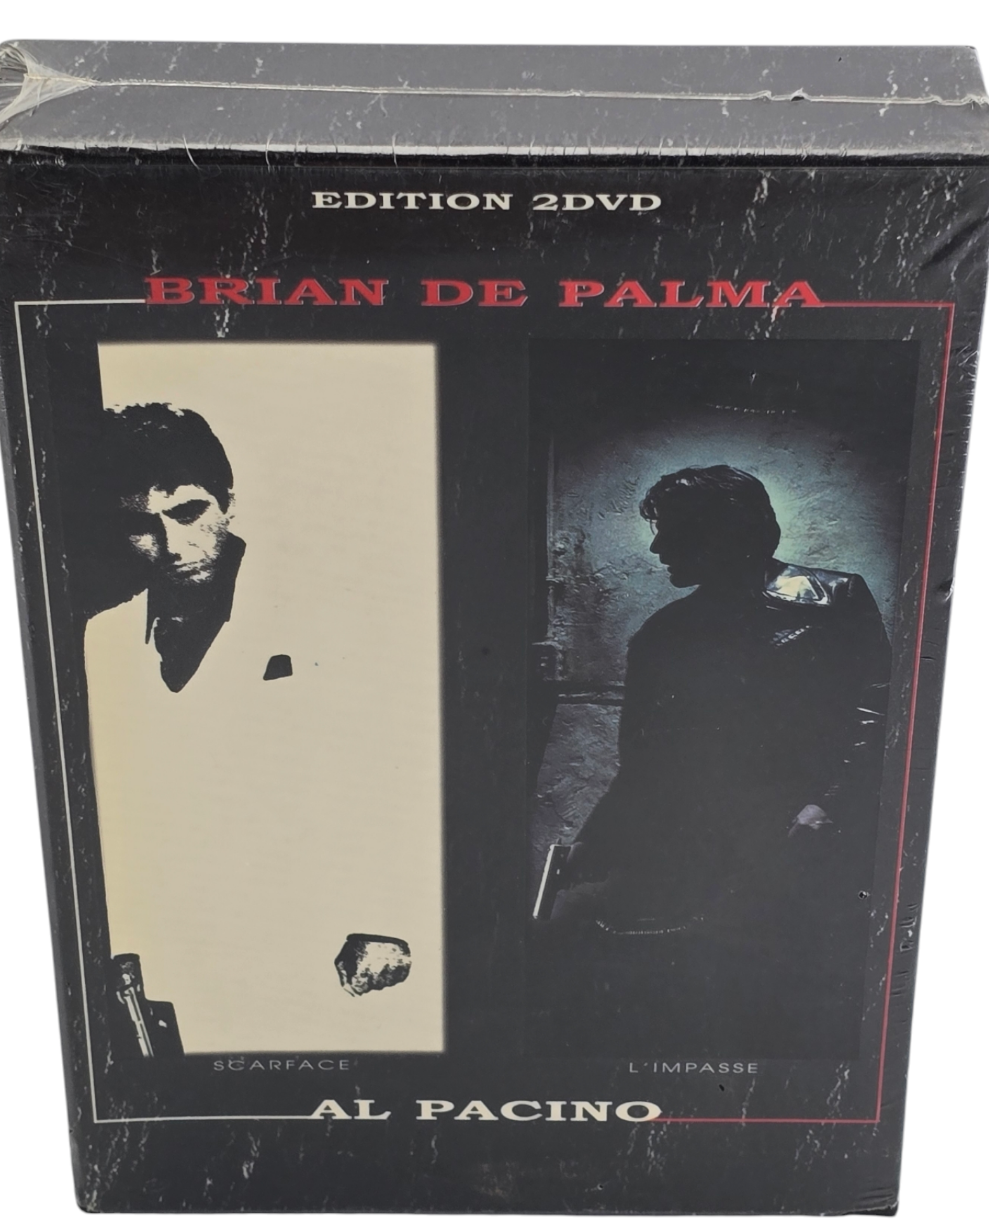 EDITION 2DVD
BRIAN DE PALMA
SCARFACE
L'IMPASSE
AL PACINO